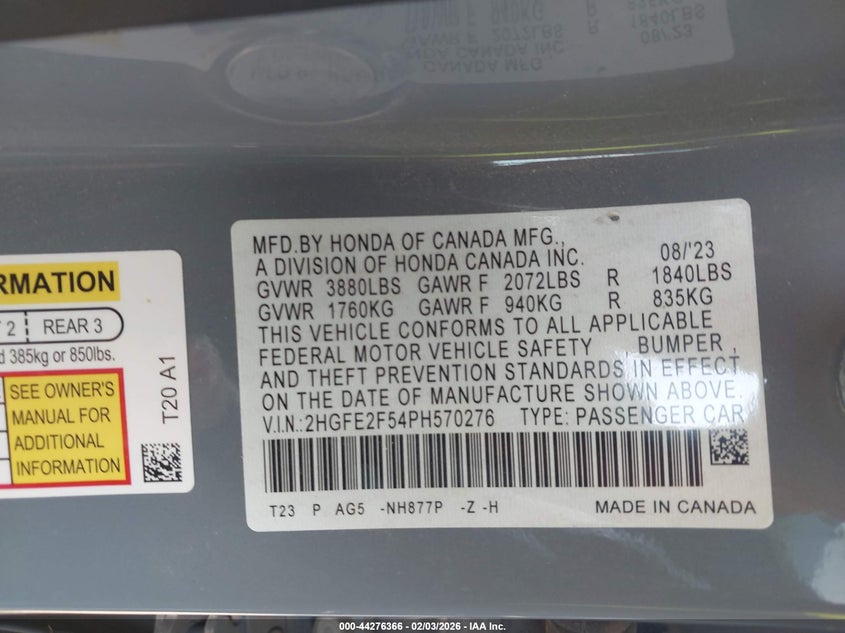 MFD.BY HONDA OF CANADA MFG.,
A DIVISION OF HONDA CANADA INC. 08/'23
GVWR 3880LBS GAWR F 2072LBS R 1840LBS
GVWR 1760KG GAWR F 940KG R 835KG
THIS VEHICLE CONFORMS TO ALL APPLICABLE
FEDERAL MOTOR VEHICLE SAFETY BUMPER ,
AND THEFT PREVENTION STANDARDS IN EFFECT
ON THE DATE OF MANUFACTURE SHOWN ABOVE.
V.I.N.:2HGFE2F54PH570276 TYPE: PASSENGER CAR
T23 P AG5 -NH877P -Z -H MADE IN CANADA
RMATION
2 REAR 3
d 385kg or 850lbs.
SEE OWNER'S
MANUAL FOR
ADDITIONAL
INFORMATION
T20 A1
000-44276366 - 02/03/2026 - IAA Inc.